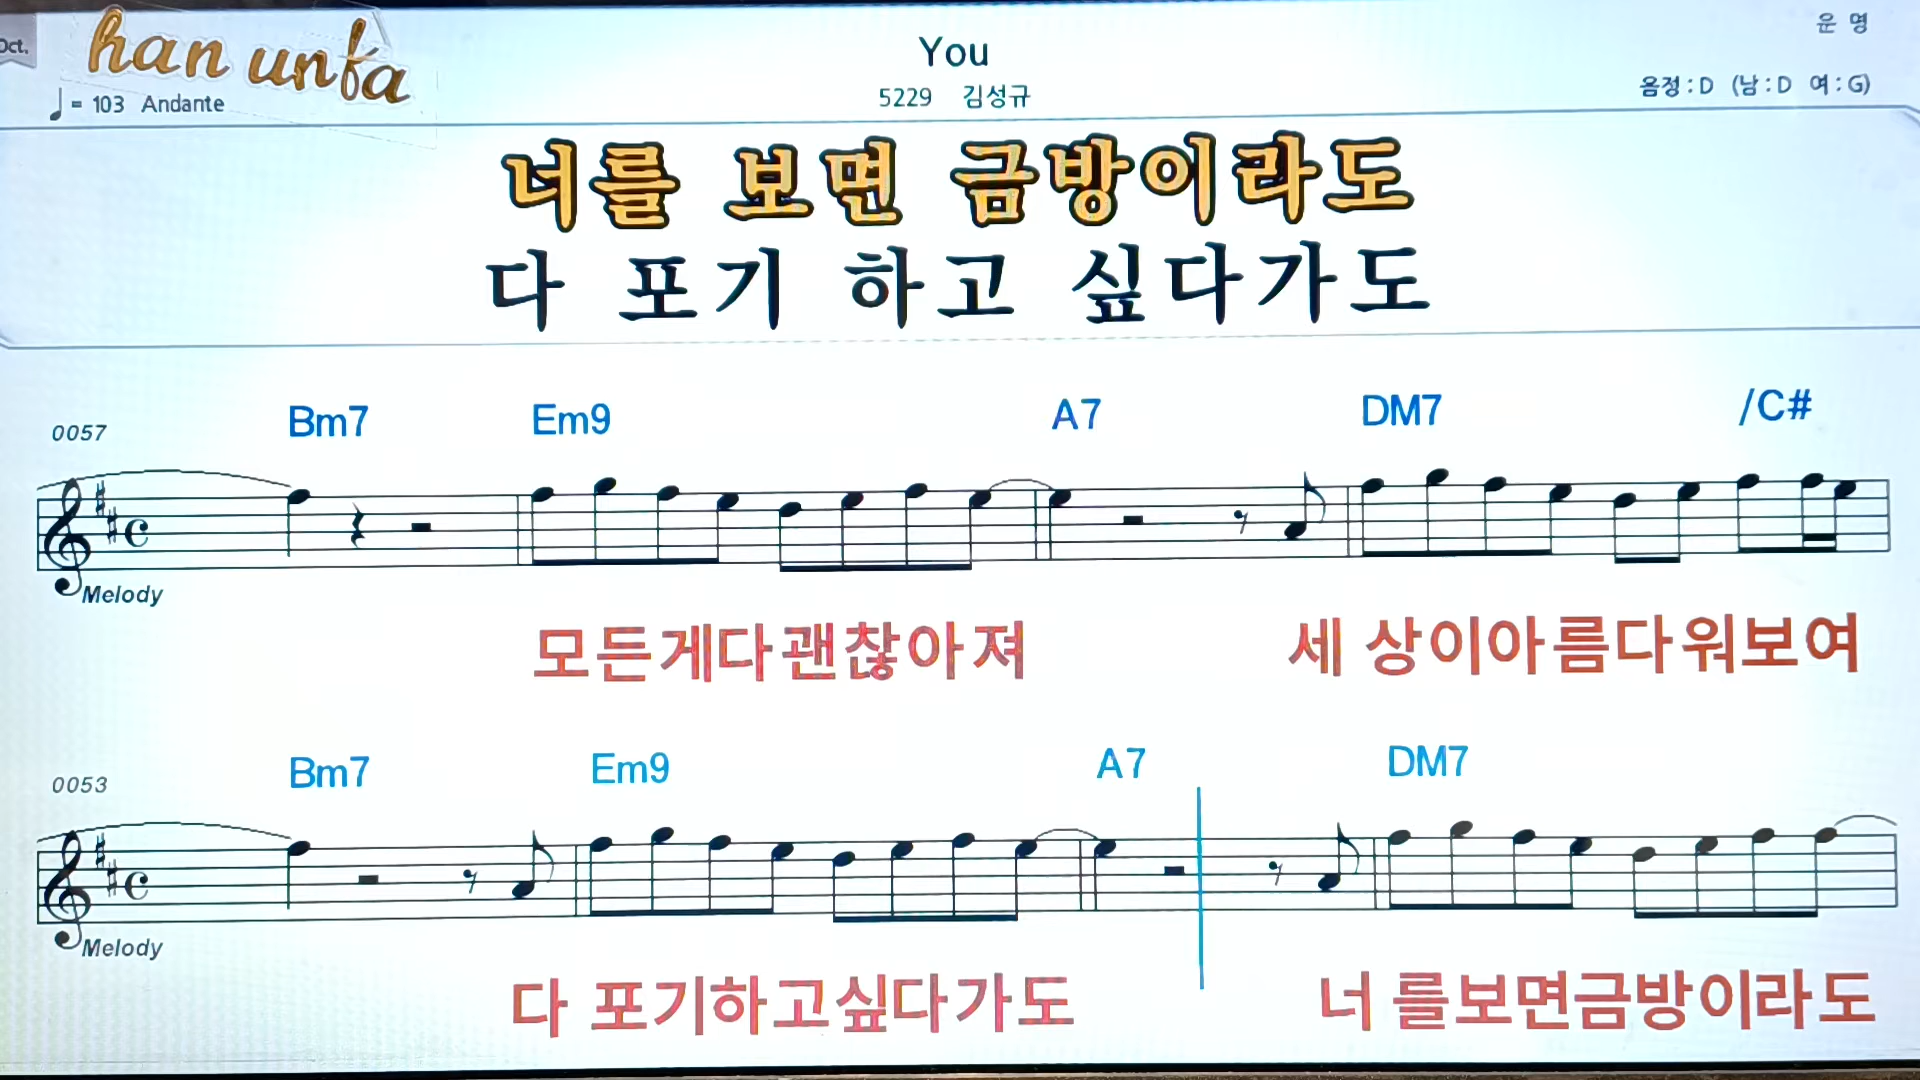 Oct.
han unfa
운 명
You
5229 김성규
♩ = 103 Andante
음정 : D (남 : D 여 : G)
너를 보면 금방이라도
다 포기 하고 싶다가도
0057 Bm7 Em9 A7 DM7 /C#
Melody
모든게다괜찮아져 세 상이아름다워보여
0053 Bm7 Em9 A7 DM7
Melody
다 포기하고싶다가도 너 를보면금방이라도